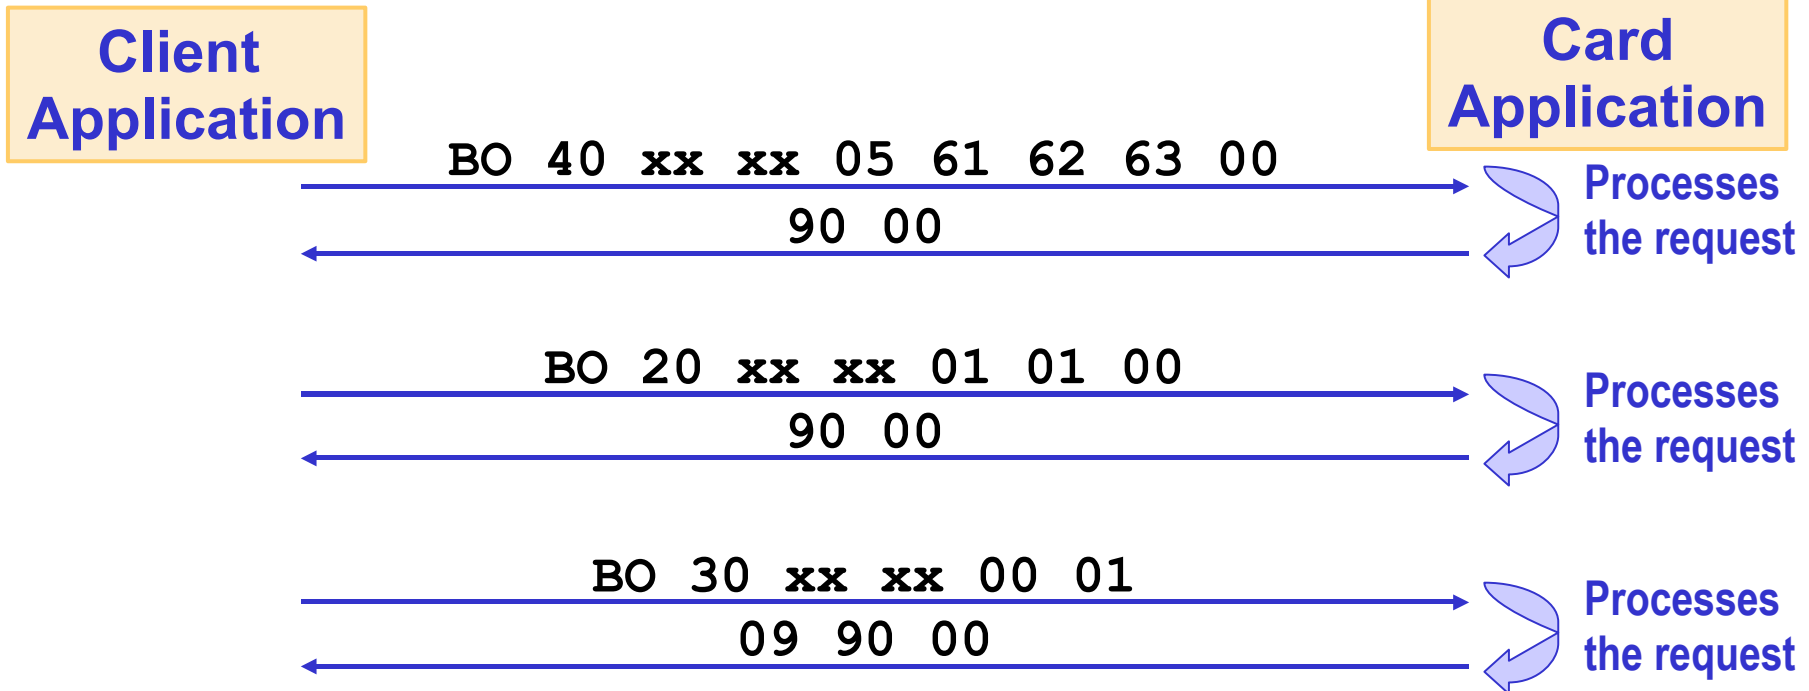 Client
Application
Card
Application
BO 40 xx xx 05 61 62 63 00
Processes
the request
90 00
BO 20 xx xx 01 01 00
Processes
the request
90 00
BO 30 xx xx 00 01
Processes
the request
09 90 00